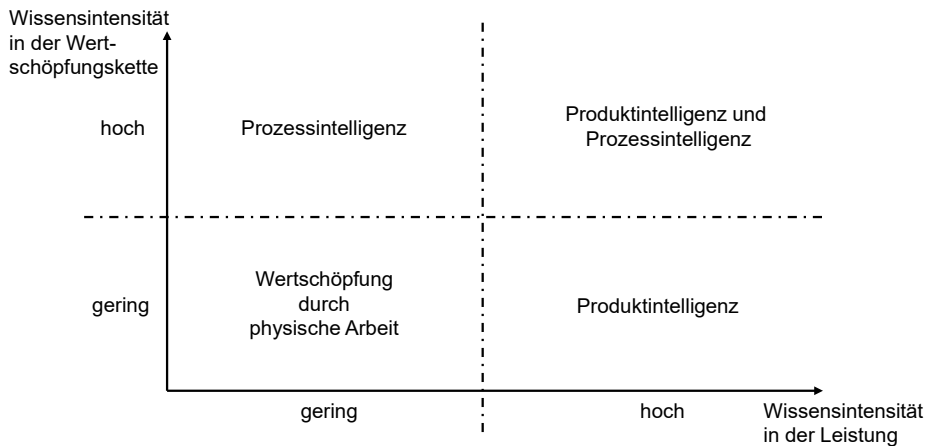 Wissensintensität
in der Wert-
schöpfungskette
hoch
Prozessintelligenz
Produktintelligenz und
Prozessintelligenz
gering
Wertschöpfung
durch
physische Arbeit
Produktintelligenz
gering
hoch
Wissensintensität
in der Leistung